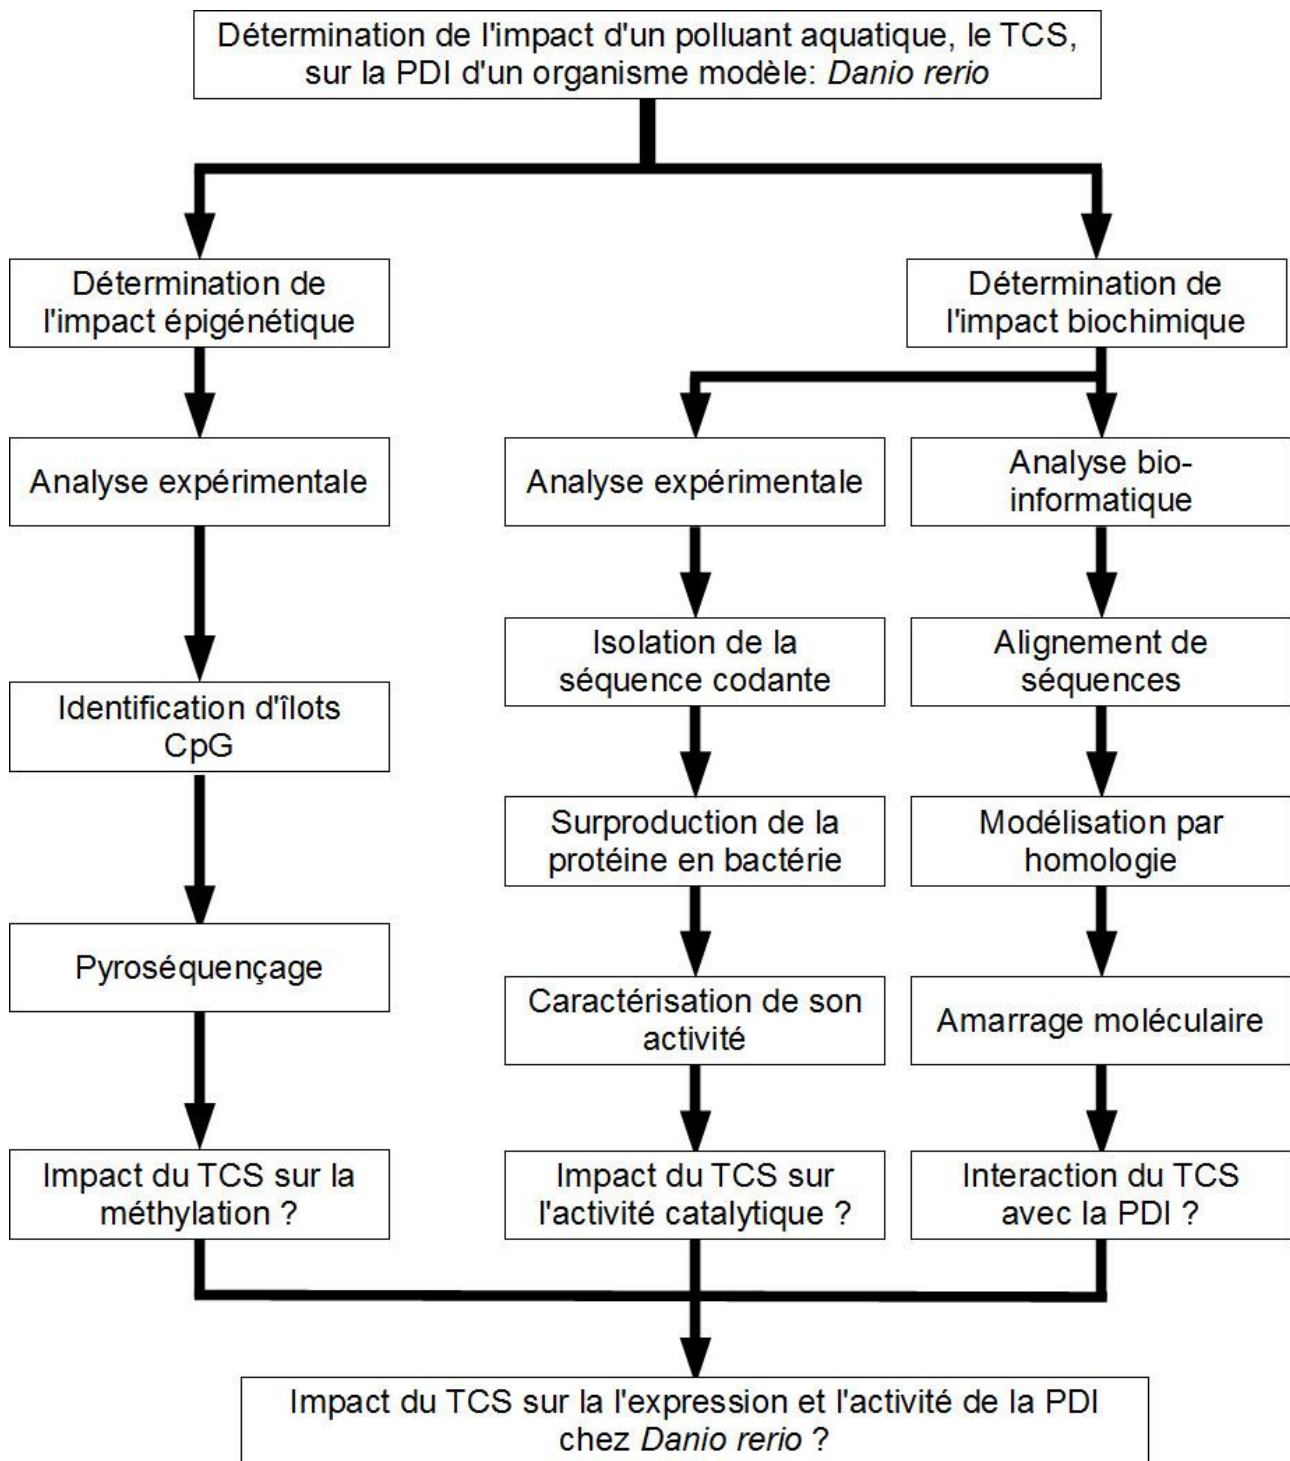 Détermination de l'impact d'un polluant aquatique, le TCS,
sur la PDI d'un organisme modèle: Danio rerio
Détermination de
l'impact épigénétique
Détermination de
l'impact biochimique
Analyse expérimentale
Analyse expérimentale
Analyse bio-
informatique
Isolation de la
séquence codante
Alignement de
séquences
Identification d'îlots
CpG
Surproduction de la
protéine en bactérie
Modélisation par
homologie
Pyroséquençage
Caractérisation de son
activité
Amarrage moléculaire
Impact du TCS sur la
méthylation ?
Impact du TCS sur
l'activité catalytique ?
Interaction du TCS
avec la PDI ?
Impact du TCS sur la l'expression et l'activité de la PDI
chez Danio rerio ?